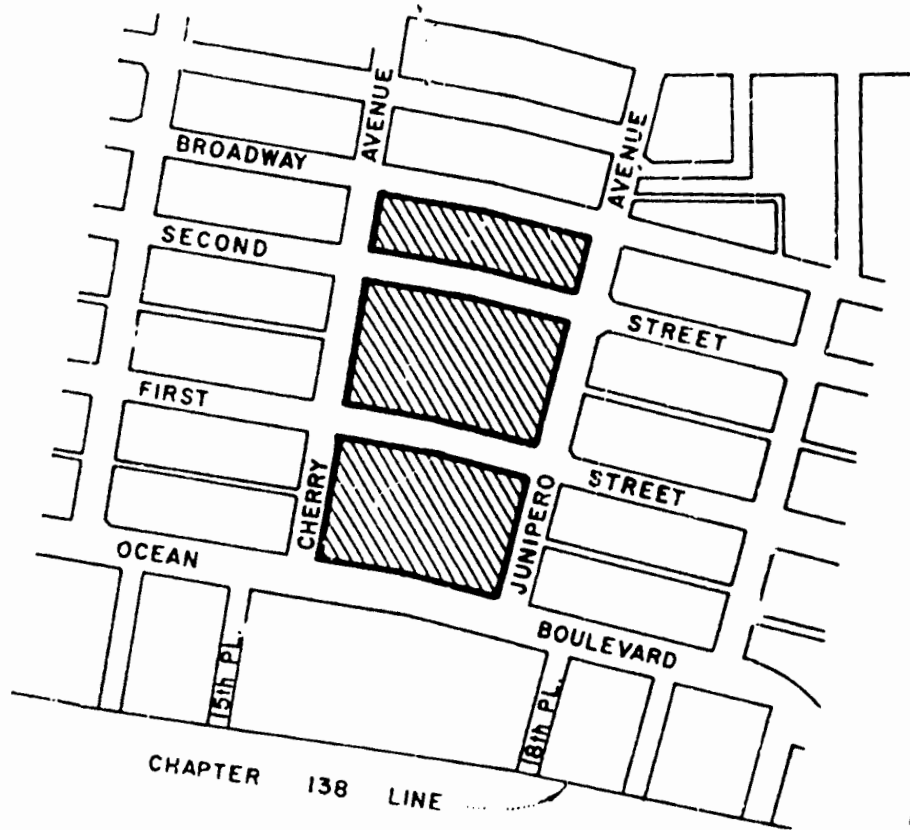 AVENUE
AVENUE
BROADWAY
SECOND
STREET
FIRST
STREET
CHERRY
JUNIPERO
OCEAN
BOULEVARD
15th PL.
18th PL.
CHAPTER 138 LINE